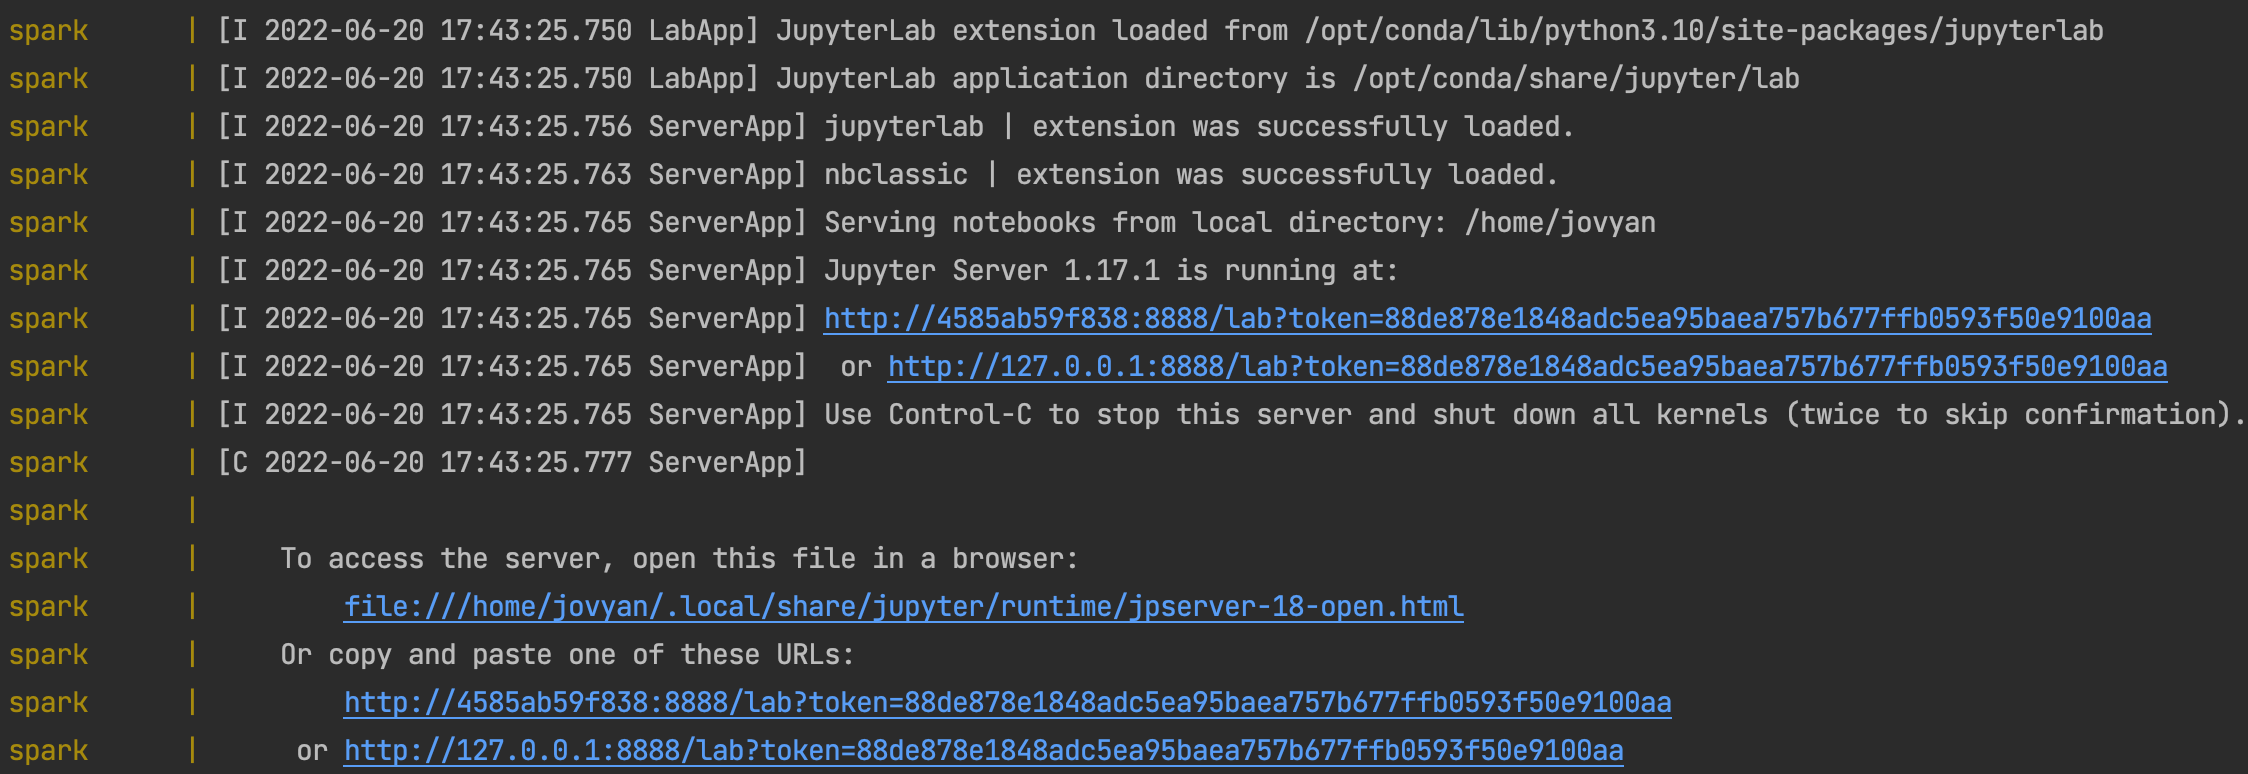 spark       | [I 2022-06-20 17:43:25.750 LabApp] JupyterLab extension loaded from /opt/conda/lib/python3.10/site-packages/jupyterlab
spark       | [I 2022-06-20 17:43:25.750 LabApp] JupyterLab application directory is /opt/conda/share/jupyter/lab
spark       | [I 2022-06-20 17:43:25.756 ServerApp] jupyterlab | extension was successfully loaded.
spark       | [I 2022-06-20 17:43:25.763 ServerApp] nbclassic | extension was successfully loaded.
spark       | [I 2022-06-20 17:43:25.765 ServerApp] Serving notebooks from local directory: /home/jovyan
spark       | [I 2022-06-20 17:43:25.765 ServerApp] Jupyter Server 1.17.1 is running at:
spark       | [I 2022-06-20 17:43:25.765 ServerApp] http://4585ab59f838:8888/lab?token=88de878e1848adc5ea95baea757b677ffb0593f50e9100aa
spark       | [I 2022-06-20 17:43:25.765 ServerApp]  or http://127.0.0.1:8888/lab?token=88de878e1848adc5ea95baea757b677ffb0593f50e9100aa
spark       | [I 2022-06-20 17:43:25.765 ServerApp] Use Control-C to stop this server and shut down all kernels (twice to skip confirmation).
spark       | [C 2022-06-20 17:43:25.777 ServerApp]
spark       |
spark       |     To access the server, open this file in a browser:
spark       |         file:///home/jovyan/.local/share/jupyter/runtime/jpserver-18-open.html
spark       |     Or copy and paste one of these URLs:
spark       |         http://4585ab59f838:8888/lab?token=88de878e1848adc5ea95baea757b677ffb0593f50e9100aa
spark       |      or http://127.0.0.1:8888/lab?token=88de878e1848adc5ea95baea757b677ffb0593f50e9100aa